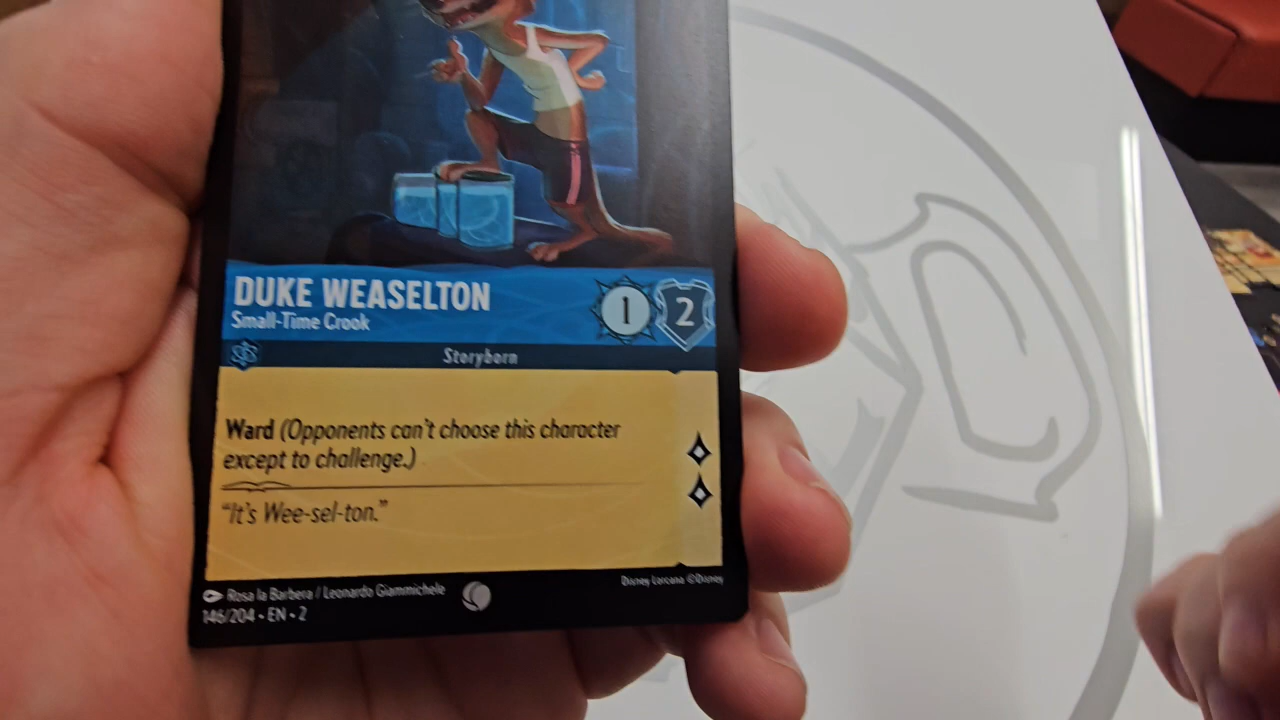 DUKE WEASELTON
Small-Time Crook
1 2
Storyborn
Ward (Opponents can't choose this character
except to challenge.)
"It's Wee-sel-ton."
Rosa la Barbera / Leonardo Giammichele
Disney Lorcana ©Disney
146/204 • EN • 2